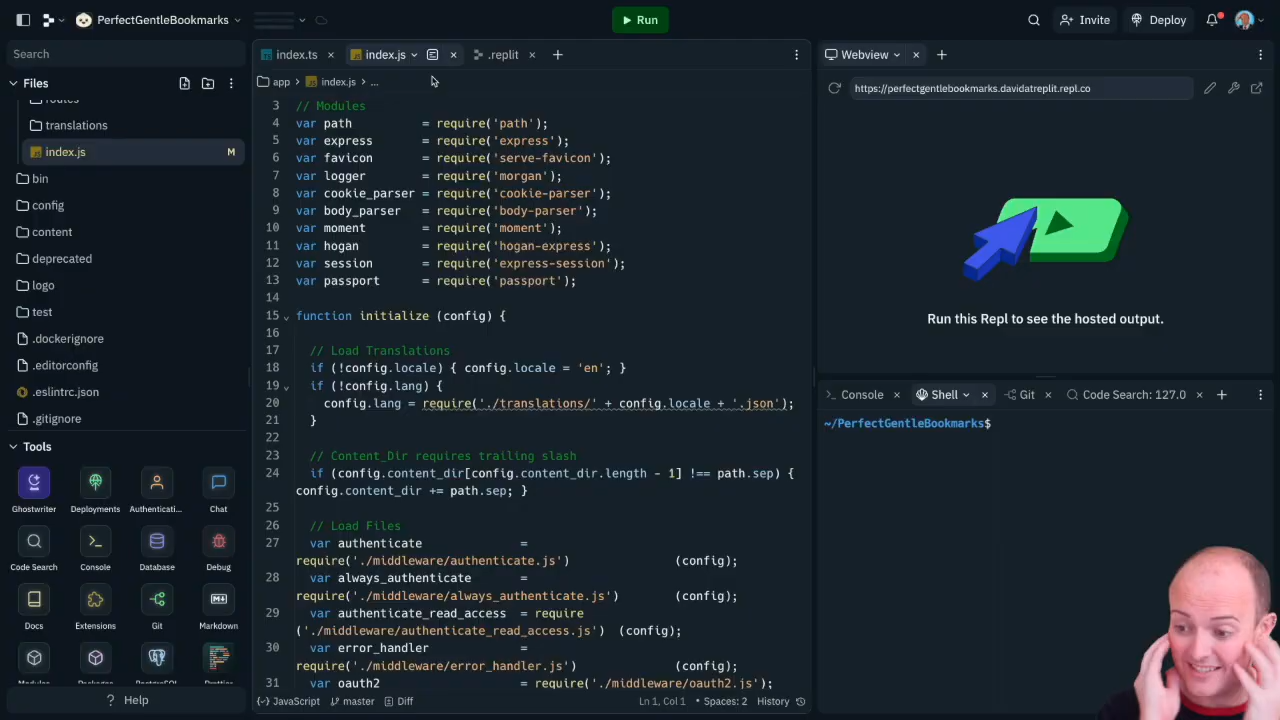 PerfectGentleBookmarks
Run
Invite
Deploy
Search
Files
routes
translations
index.js M
bin
config
content
deprecated
logo
test
.dockerignore
.editorconfig
.eslintrc.json
.gitignore
Tools
Ghostwriter
Deployments
Authenticati...
Chat
Code Search
Console
Database
Debug
Docs
Extensions
Git
Markdown
Modules
Packages
PostgreSQL
Prettier
? Help
index.ts
index.js
.replit
app > index.js > ...
3 // Modules
4 var path = require('path');
5 var express = require('express');
6 var favicon = require('serve-favicon');
7 var logger = require('morgan');
8 var cookie_parser = require('cookie-parser');
9 var body_parser = require('body-parser');
10 var moment = require('moment');
11 var hogan = require('hogan-express');
12 var session = require('express-session');
13 var passport = require('passport');
14
15 function initialize (config) {
16
17 // Load Translations
18 if (!config.locale) { config.locale = 'en'; }
19 if (!config.lang) {
20 config.lang = require('./translations/' + config.locale + '.json');
21 }
22
23 // Content_Dir requires trailing slash
24 if (config.content_dir[config.content_dir.length - 1] !== path.sep) {
config.content_dir += path.sep; }
25
26 // Load Files
27 var authenticate =
require('./middleware/authenticate.js') (config);
28 var always_authenticate =
require('./middleware/always_authenticate.js') (config);
29 var authenticate_read_access = require
('./middleware/authenticate_read_access.js') (config);
30 var error_handler =
require('./middleware/error_handler.js') (config);
31 var oauth2 = require('./middleware/oauth2.js');
JavaScript master Diff Ln 1, Col 1 • Spaces: 2 History
Webview
https://perfectgentlebookmarks.davidatreplit.repl.co
Run this Repl to see the hosted output.
Console
Shell
Git
Code Search: 127.0
~/PerfectGentleBookmarks$